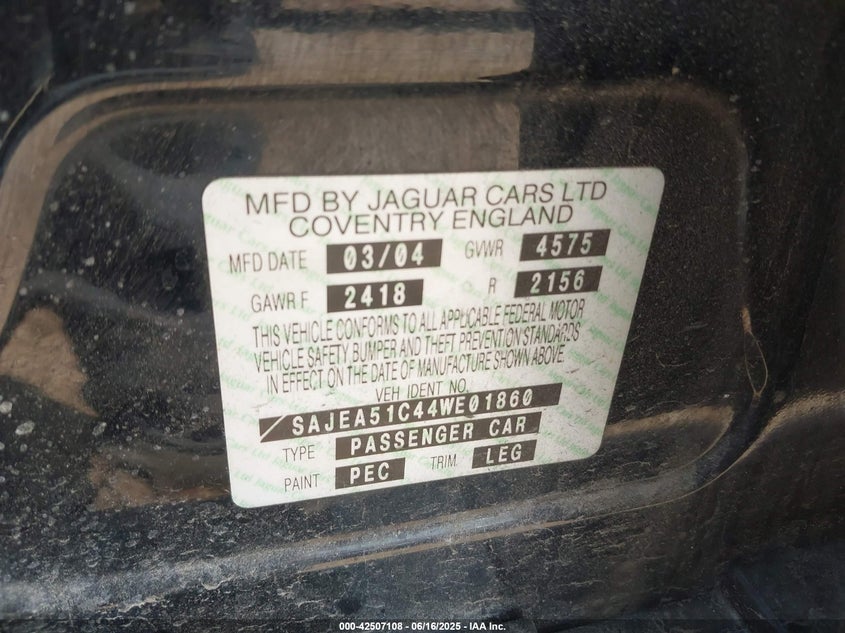 MFD BY JAGUAR CARS LTD
COVENTRY ENGLAND
MFD DATE 03/04 GVWR 4575
GAWR F 2418 R 2156
THIS VEHICLE CONFORMS TO ALL APPLICABLE FEDERAL MOTOR
VEHICLE SAFETY BUMPER AND THEFT PREVENTION STANDARDS
IN EFFECT ON THE DATE OF MANUFACTURE SHOWN ABOVE
VEH IDENT NO.
SAJEA51C44WE01860
TYPE PASSENGER CAR
PAINT PEC TRIM LEG
000-42507108 - 06/16/2025 - IAA Inc.